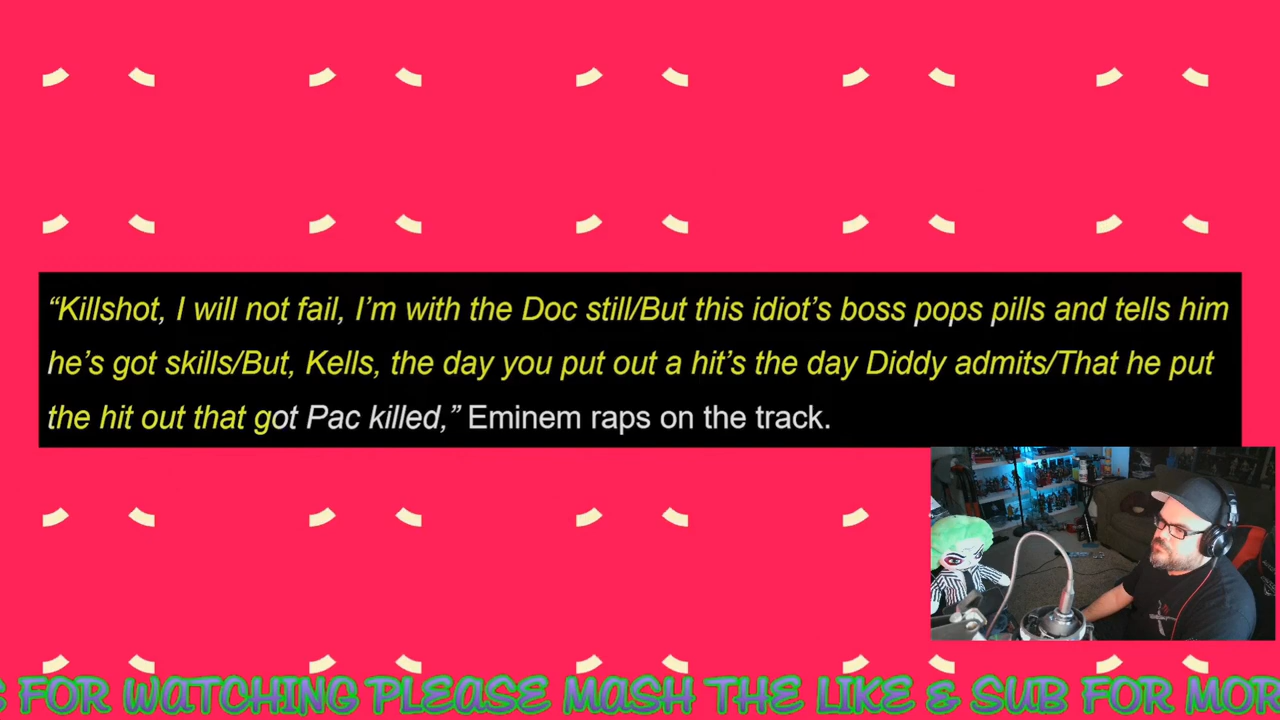 “Killshot, I will not fail, I’m with the Doc still/But this idiot’s boss pops pills and tells him
he’s got skills/But, Kells, the day you put out a hit’s the day Diddy admits/That he put
the hit out that got Pac killed,” Eminem raps on the track.
S FOR WATCHING PLEASE MASH THE LIKE & SUB FOR MOR